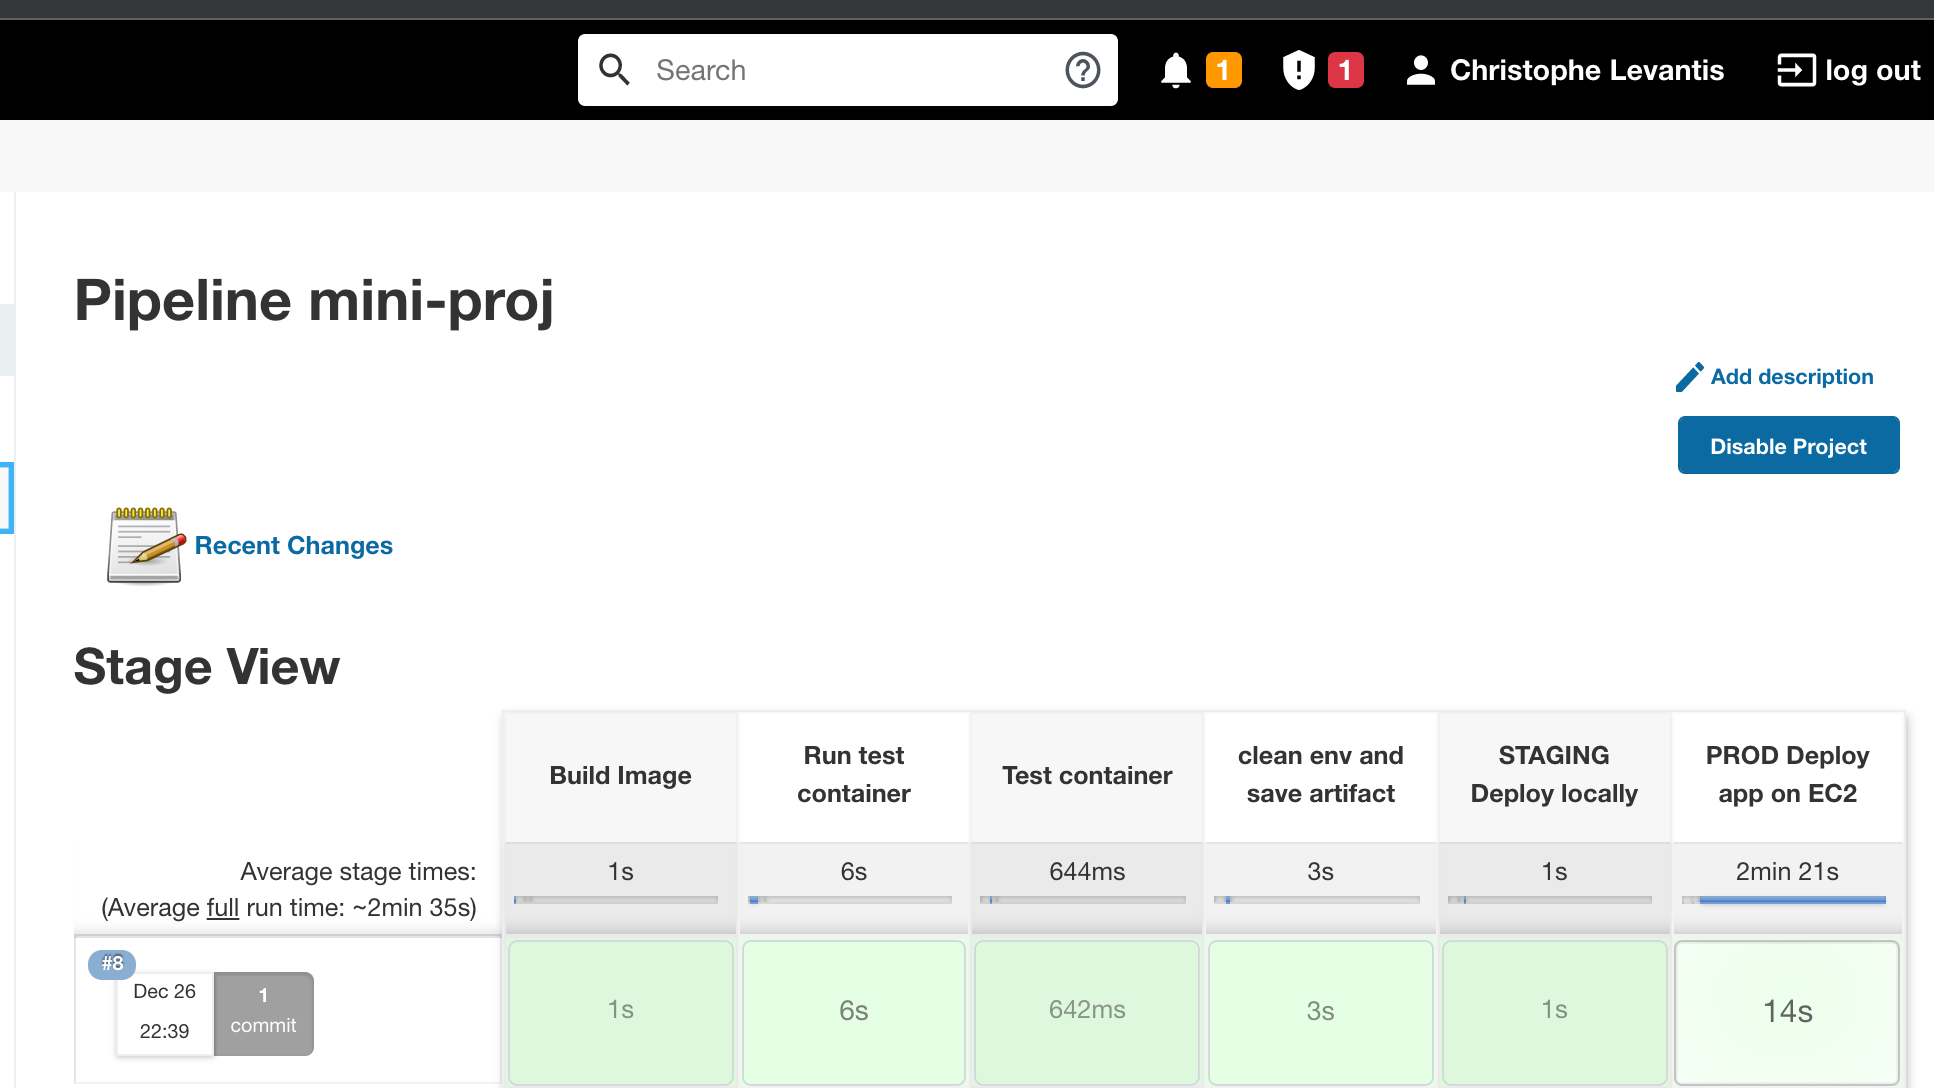 Search
1
1
Christophe Levantis
log out
Pipeline mini-proj
Add description
Disable Project
Recent Changes
Stage View
Build Image
Run test
container
Test container
clean env and
save artifact
STAGING
Deploy locally
PROD Deploy
app on EC2
Average stage times:
(Average full run time: ~2min 35s)
1s
6s
644ms
3s
1s
2min 21s
#8
Dec 26
22:39
1
commit
1s
6s
642ms
3s
1s
14s